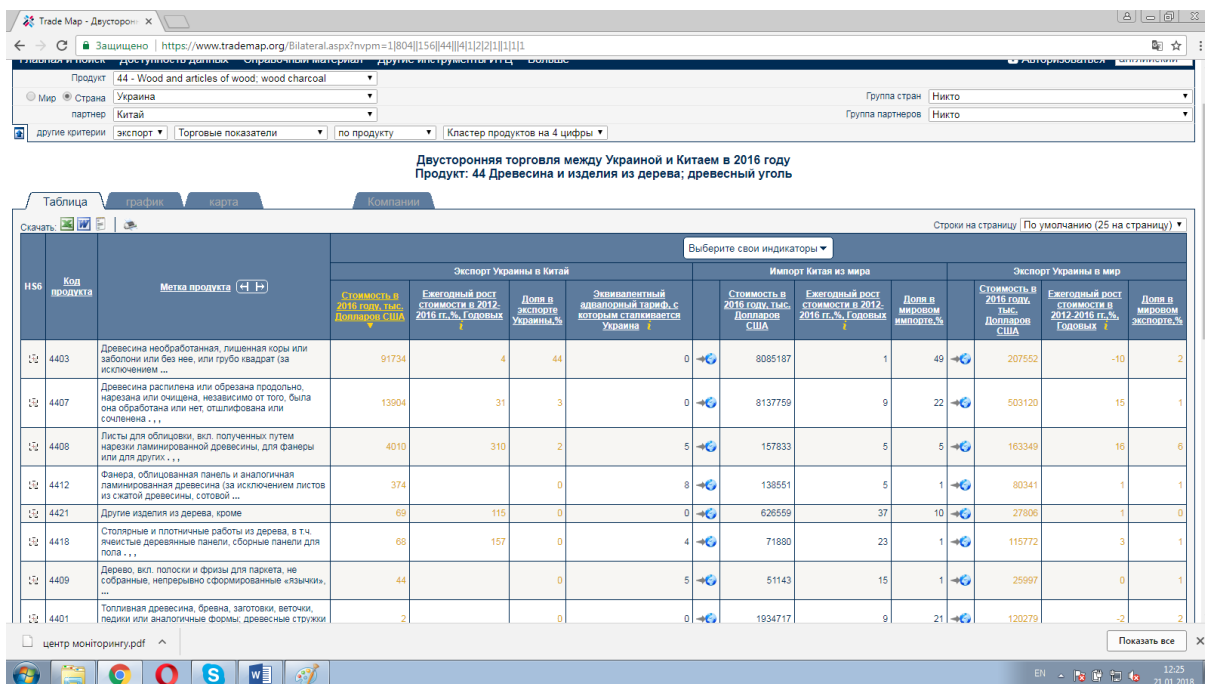 Trade Map - Двусторон
Защищено | https://www.trademap.org/Bilateral.aspx?nvpm=1|804||156||44|||4|1|2|2|1||1|1|1
Главная и поиск Доступность данных Справочный материал Другие инструменты ИТЦ Больше Авторизоваться английский
Продукт 44 - Wood and articles of wood; wood charcoal
Мир Страна Украина Группа стран Никто
партнер Китай Группа партнеров Никто
другие критерии экспорт Торговые показатели по продукту Кластер продуктов на 4 цифры
Двусторонняя торговля между Украиной и Китаем в 2016 году
Продукт: 44 Древесина и изделия из дерева; древесный уголь
Таблица график карта Компании
Скачать: Строки на страницу По умолчанию (25 на страницу)
Выберите свои индикаторы
HS6 Код продукта Метка продукта Экспорт Украины в Китай Импорт Китая из мира Экспорт Украины в мир
Стоимость в 2016 году, тыс. Долларов США Ежегодный рост стоимости в 2012-2016 гг.,%, Годовых i Доля в экспорте Украины,% Эквивалентный адвалорный тариф, с которым сталкивается Украина i Стоимость в 2016 году, тыс. Долларов США Ежегодный рост стоимости в 2012-2016 гг.,%, Годовых i Доля в мировом импорте,% Стоимость в 2016 году, тыс. Долларов США Ежегодный рост стоимости в 2012-2016 гг.,%, Годовых i Доля в мировом экспорте,%
4403 Древесина необработанная, лишенная коры или заболони или без нее, или грубо квадрат (за исключением ... 91734 4 44 0 8085187 1 49 207552 -10 2
4407 Древесина распилена или обрезана продольно, нарезана или очищена, независимо от того, была она обработана или нет, отшлифована или сочленена . , , 13904 31 3 0 8137759 9 22 503120 15 1
4408 Листы для облицовки, вкл. полученных путем нарезки ламинированной древесины, для фанеры или для других . , , 4010 310 2 5 157833 5 5 163349 16 6
4412 Фанера, облицованная панель и аналогичная ламинированная древесина (за исключением листов из сжатой древесины, сотовой ... 374 0 8 138551 5 1 80341 1 1
4421 Другие изделия из дерева, кроме 69 115 0 0 626559 37 10 27806 1 0
4418 Столярные и плотничные работы из дерева, в т.ч. ячеистые деревянные панели, сборные панели для пола . , , 68 157 0 4 71880 23 1 115772 3 1
4409 Дерево, вкл. полоски и фризы для паркета, не собранные, непрерывно сформированные «язычки», ... 44 0 5 51143 15 1 25997 0 1
4401 Топливная древесина, бревна, заготовки, веточки, педики или аналогичные формы; древесные стружки 2 0 0 1934717 9 21 120279 -2 2
центр моніторингу.pdf Показать все
EN 12:25
21.01.2018